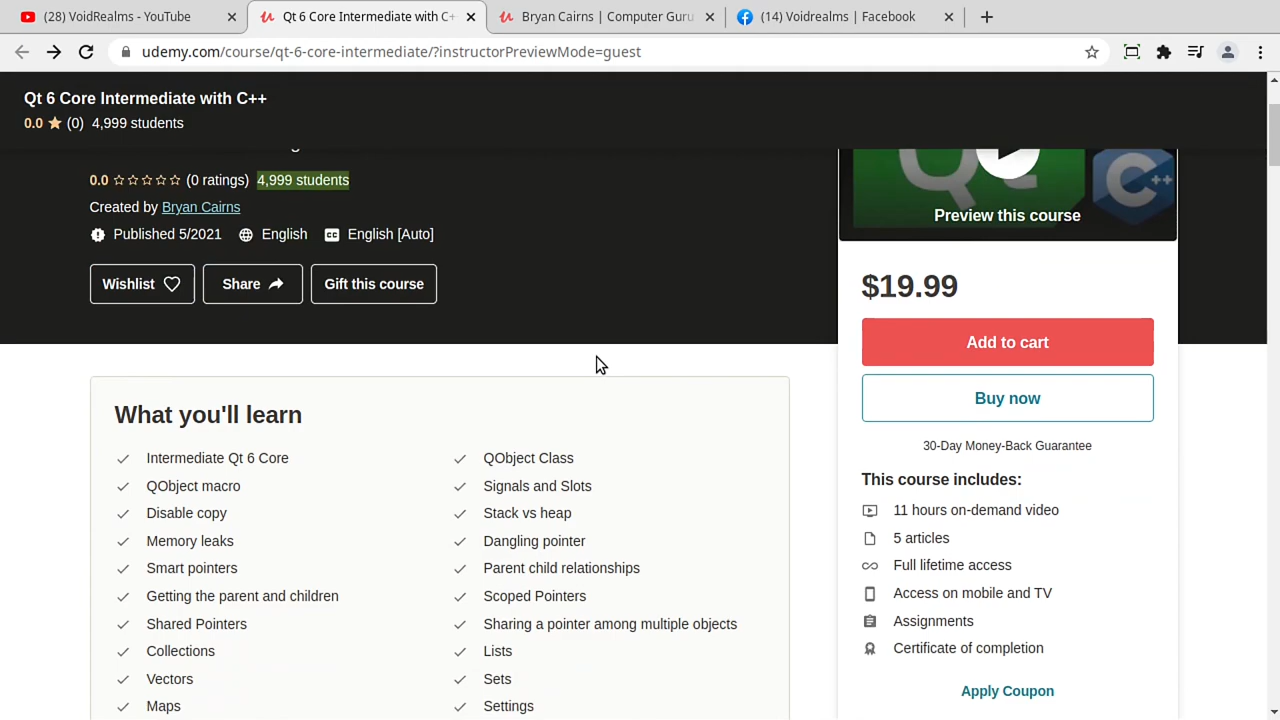 (28) VoidRealms - YouTube
Qt 6 Core Intermediate with C+
Bryan Cairns | Computer Guru
(14) Voidrealms | Facebook
udemy.com/course/qt-6-core-intermediate/?instructorPreviewMode=guest
Qt 6 Core Intermediate with C++
0.0 (0) 4,999 students
0.0 (0 ratings) 4,999 students
Created by Bryan Cairns
Published 5/2021 English CC English [Auto]
Wishlist Share Gift this course
Qt C++
Preview this course
$19.99
Add to cart
Buy now
30-Day Money-Back Guarantee
This course includes:
11 hours on-demand video
5 articles
Full lifetime access
Access on mobile and TV
Assignments
Certificate of completion
Apply Coupon
What you'll learn
Intermediate Qt 6 Core
QObject Class
QObject macro
Signals and Slots
Disable copy
Stack vs heap
Memory leaks
Dangling pointer
Smart pointers
Parent child relationships
Getting the parent and children
Scoped Pointers
Shared Pointers
Sharing a pointer among multiple objects
Collections
Lists
Vectors
Sets
Maps
Settings